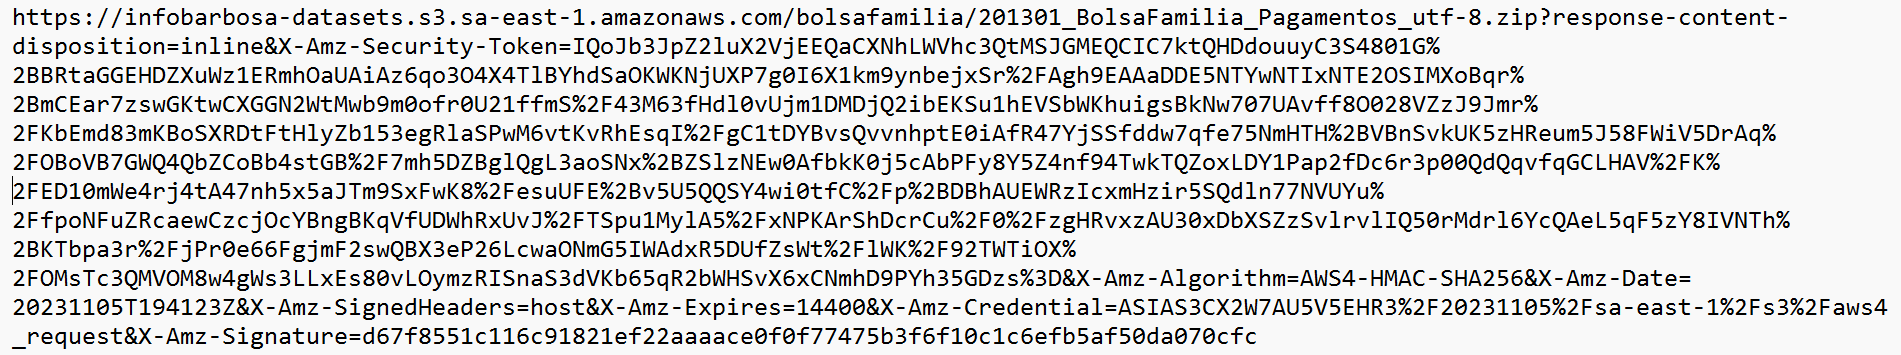 https://infobarbosa-datasets.s3.sa-east-1.amazonaws.com/bolsafamilia/201301_BolsaFamilia_Pagamentos_utf-8.zip?response-content-
disposition=inline&X-Amz-Security-Token=IQoJb3JpZ2luX2VjEEQaCXNhLWVhc3QtMSJGMEQCIC7ktQHDdouuyC3S4801G%
2BBRtaGGEHDZXuWz1ERmhOaUAiAz6qo3O4X4TlBYhdSaOKWKNjUXP7g0I6X1km9ynbejxSr%2FAgh9EAAaDDE5NTYwNTIxNTE2OSIMXoBqr%
2BmCEar7zswGKtwCXGGN2WtMwb9m0ofr0U21ffmS%2F43M63fHdl0vUjm1DMDjQ2ibEKSu1hEVSbWKhuigsBkNw707UAvff8O028VZzJ9Jmr%
2FKbEmd83mKBoSXRDtFtHlyZb153egRlaSPwM6vtKvRhEsqI%2FgC1tDYBvsQvvnhptE0iAfR47YjSSfddw7qfe75NmHTH%2BVBnSvkUK5zHReum5J58FWiV5DrAq%
2FOBoVB7GWQ4QbZCoBb4stGB%2F7mh5DZBglQgL3aoSNx%2BZSlzNEw0AfbkK0j5cAbPFy8Y5Z4nf94TwkTQZoxLDY1Pap2fDc6r3p00QdQqvfqGCLHAV%2FK%
2FED10mWe4rj4tA47nh5x5aJTm9SxFwK8%2FesuUFE%2Bv5U5QQSY4wi0tfC%2Fp%2BDBhAUEWRzIcxmHzir5SQdln77NVUYu%
2FfpoNFuZRcaewCzcjOcYBngBKqVfUDWhRxUvJ%2FTSpu1MylA5%2FxNPKArShDcrCu%2F0%2FzgHRvxzAU30xDbXSZzSvlrvlIQ50rMdrl6YcQAeL5qF5zY8IVNTh%
2BKTbpa3r%2FjPr0e66FgjmF2swQBX3eP26LcwaONmG5IWAdxR5DUfZsWt%2FlWK%2F92TWTiOX%
2FOMsTc3QMVOM8w4gWs3LLxEs80vLOymzRISnaS3dVKb65qR2bWHSvX6xCNmhD9PYh35GDzs%3D&X-Amz-Algorithm=AWS4-HMAC-SHA256&X-Amz-Date=
20231105T194123Z&X-Amz-SignedHeaders=host&X-Amz-Expires=14400&X-Amz-Credential=ASIAS3CX2W7AU5V5EHR3%2F20231105%2Fsa-east-1%2Fs3%2Faws4
_request&X-Amz-Signature=d67f8551c116c91821ef22aaaace0f0f77475b3f6f10c1c6efb5af50da070cfc